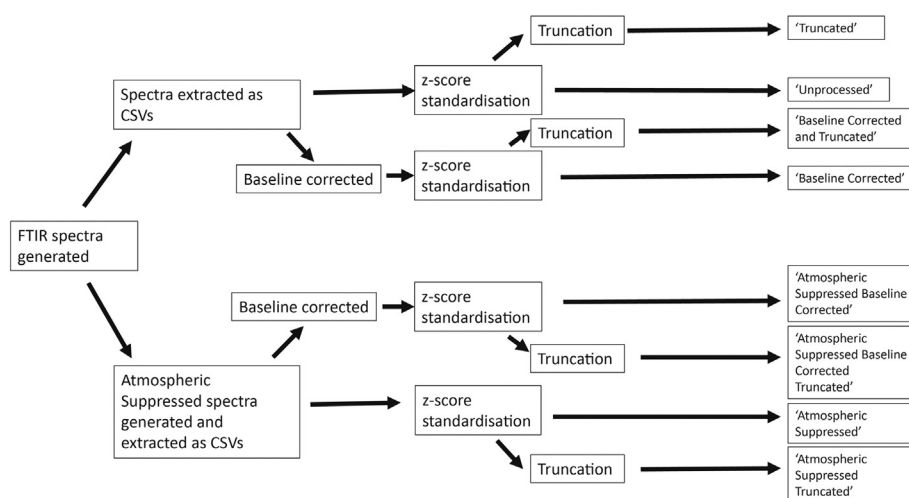 Truncation
‘Truncated’
Spectra extracted as
CSVs
z-score
standardisation
‘Unprocessed’
Truncation
‘Baseline Corrected
and Truncated’
Baseline corrected
z-score
standardisation
‘Baseline Corrected’
FTIR spectra
generated
Baseline corrected
z-score
standardisation
‘Atmospheric
Suppressed Baseline
Corrected’
Truncation
‘Atmospheric
Suppressed Baseline
Corrected
Truncated’
Atmospheric
Suppressed spectra
generated and
extracted as CSVs
z-score
standardisation
‘Atmospheric
Suppressed’
Truncation
‘Atmospheric
Suppressed
Truncated’